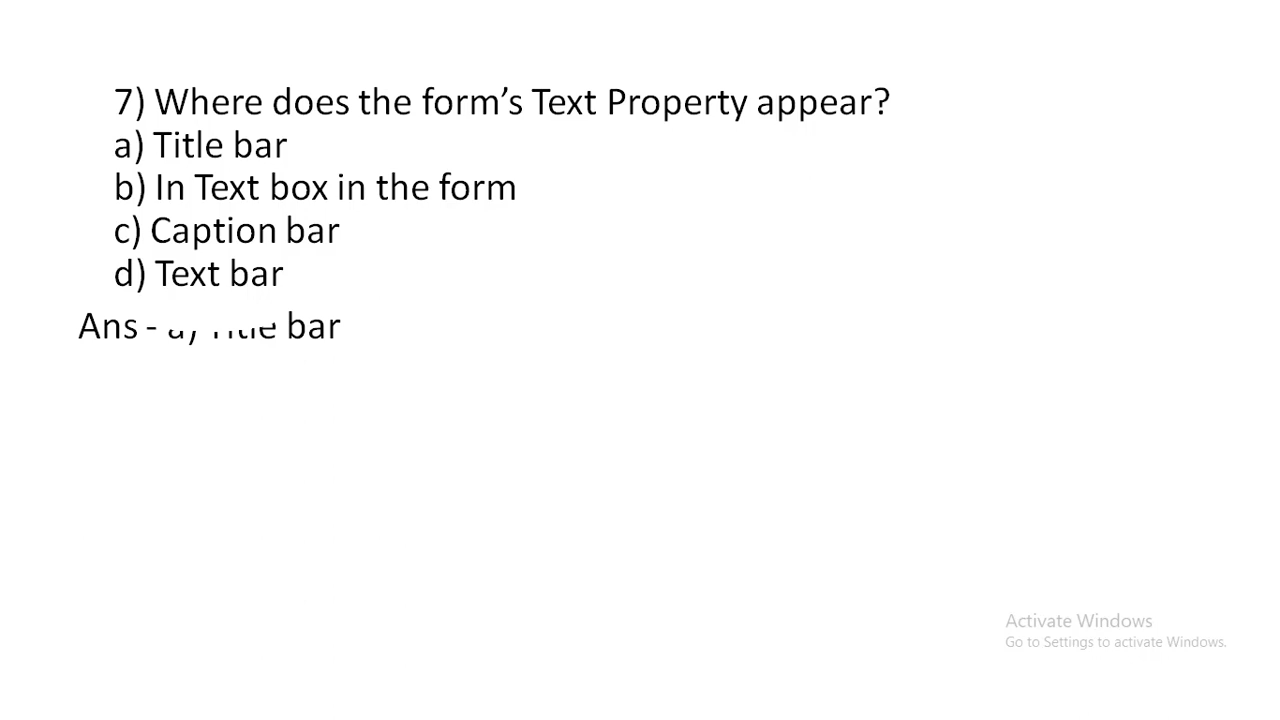 7) Where does the form’s Text Property appear?
a) Title bar
b) In Text box in the form
c) Caption bar
d) Text bar
Ans - a) Title bar
Activate Windows
Go to Settings to activate Windows.